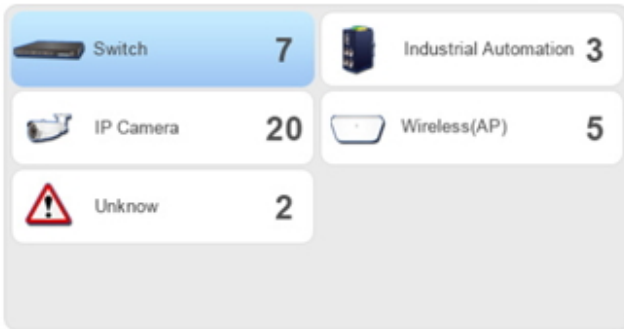 Switch 7 Industrial Automation 3
IP Camera 20 Wireless(AP) 5
Unknow 2